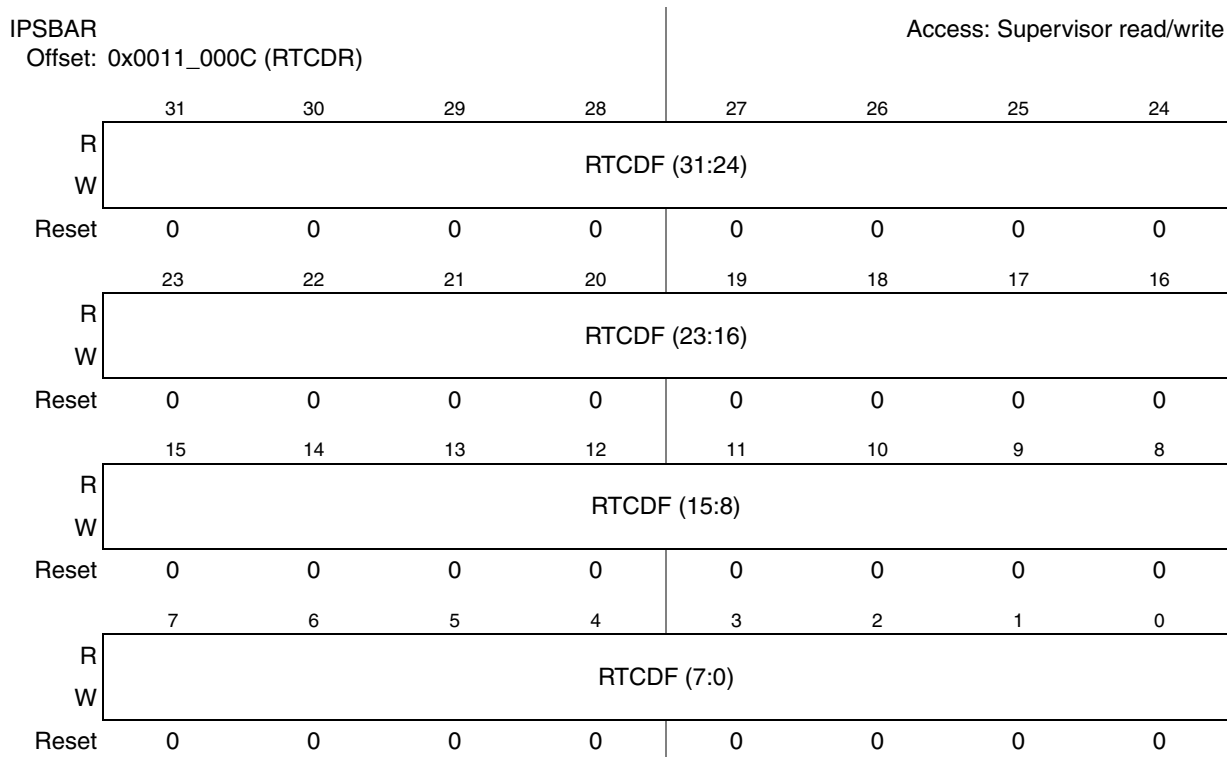 IPSBAR Access: Supervisor read/write
Offset: 0x0011_000C (RTCDR)
31 30 29 28 27 26 25 24
R
RTCDF (31:24)
W
Reset 0 0 0 0 0 0 0 0
23 22 21 20 19 18 17 16
R
RTCDF (23:16)
W
Reset 0 0 0 0 0 0 0 0
15 14 13 12 11 10 9 8
R
RTCDF (15:8)
W
Reset 0 0 0 0 0 0 0 0
7 6 5 4 3 2 1 0
R
RTCDF (7:0)
W
Reset 0 0 0 0 0 0 0 0